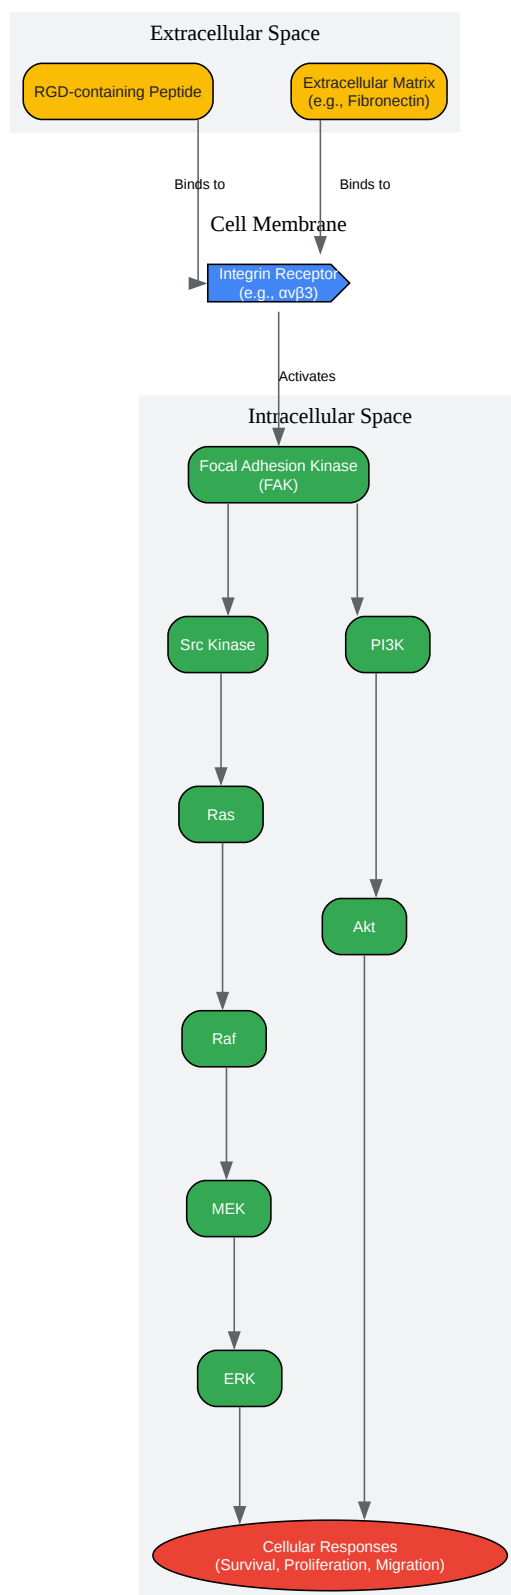 Extracellular Space
RGD-containing Peptide
Extracellular Matrix
(e.g., Fibronectin)
Binds to
Binds to
Cell Membrane
Integrin Receptor
(e.g., αvβ3)
Activates
Intracellular Space
Focal Adhesion Kinase
(FAK)
Src Kinase
PI3K
Ras
Akt
Raf
MEK
ERK
Cellular Responses
(Survival, Proliferation, Migration)